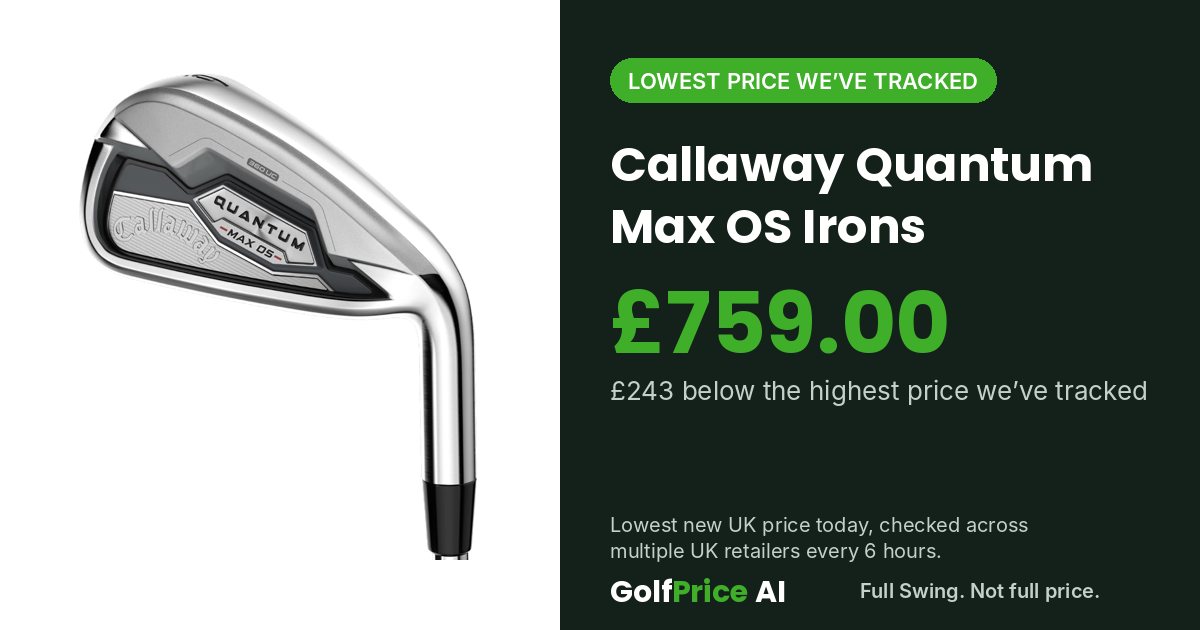 360 UC
QUANTUM
MAX OS
Callaway
LOWEST PRICE WE’VE TRACKED
Callaway Quantum
Max OS Irons
£759.00
£243 below the highest price we’ve tracked
Lowest new UK price today, checked across
multiple UK retailers every 6 hours.
GolfPrice AI
Full Swing. Not full price.